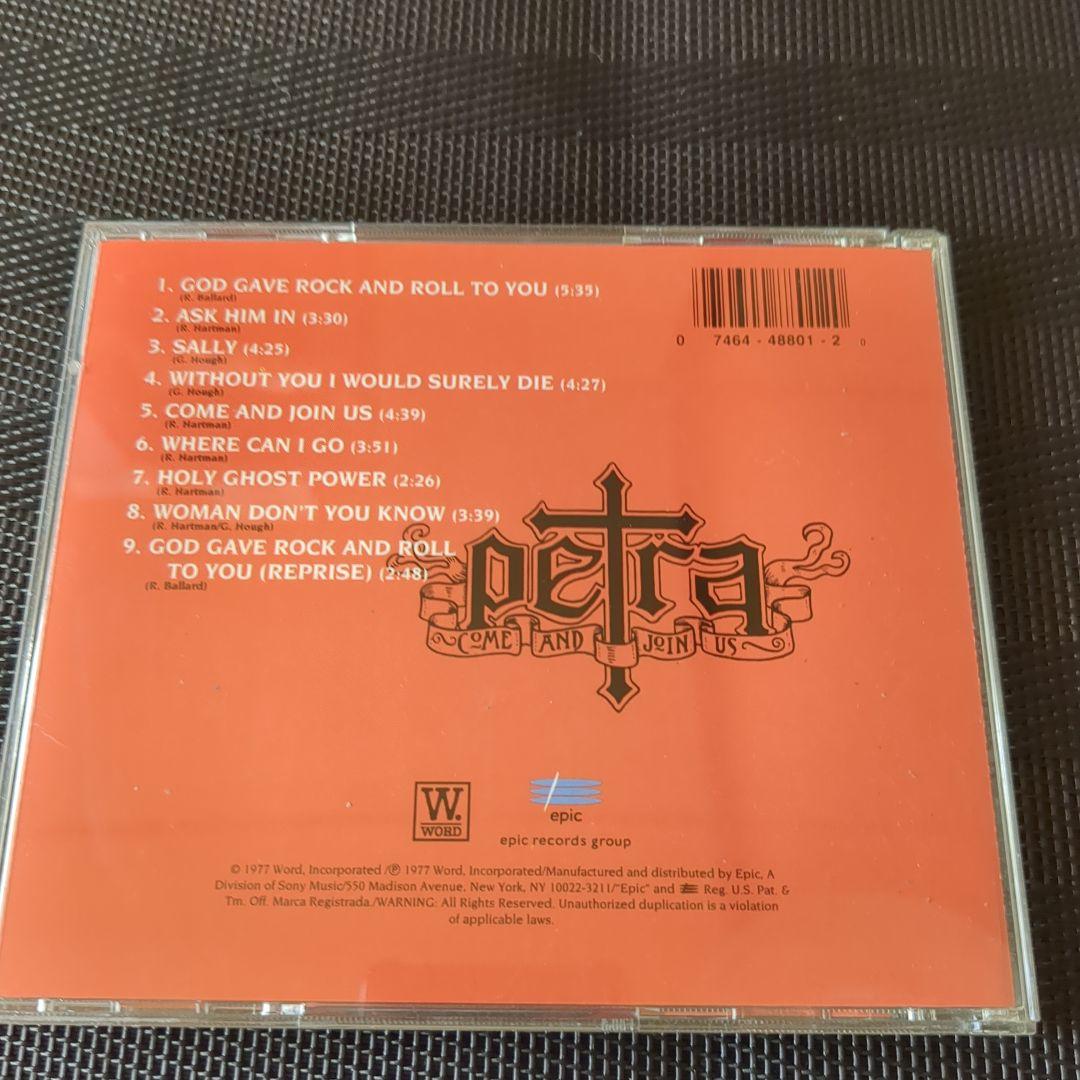 1. GOD GAVE ROCK AND ROLL TO YOU (5:35)
(R. Ballard)
2. ASK HIM IN (3:30)
(R. Hartman)
3. SALLY (4:25)
(G. Hough)
4. WITHOUT YOU I WOULD SURELY DIE (4:27)
(G. Hough)
5. COME AND JOIN US (4:39)
(R. Hartman)
6. WHERE CAN I GO (3:51)
(R. Hartman)
7. HOLY GHOST POWER (2:26)
(R. Hartman)
8. WOMAN DON'T YOU KNOW (3:39)
(R. Hartman/G. Hough)
9. GOD GAVE ROCK AND ROLL
TO YOU (REPRISE) (2:48)
(R. Ballard)
0 7464 - 48801 - 2 0
petra
COME AND JOIN US
W.
WORD
epic
epic records group
© 1977 Word, Incorporated /℗ 1977 Word, Incorporated/Manufactured and distributed by Epic, A
Division of Sony Music/550 Madison Avenue, New York, NY 10022-3211/"Epic" and Reg. U.S. Pat. &
Tm. Off. Marca Registrada./WARNING: All Rights Reserved. Unauthorized duplication is a violation
of applicable laws.